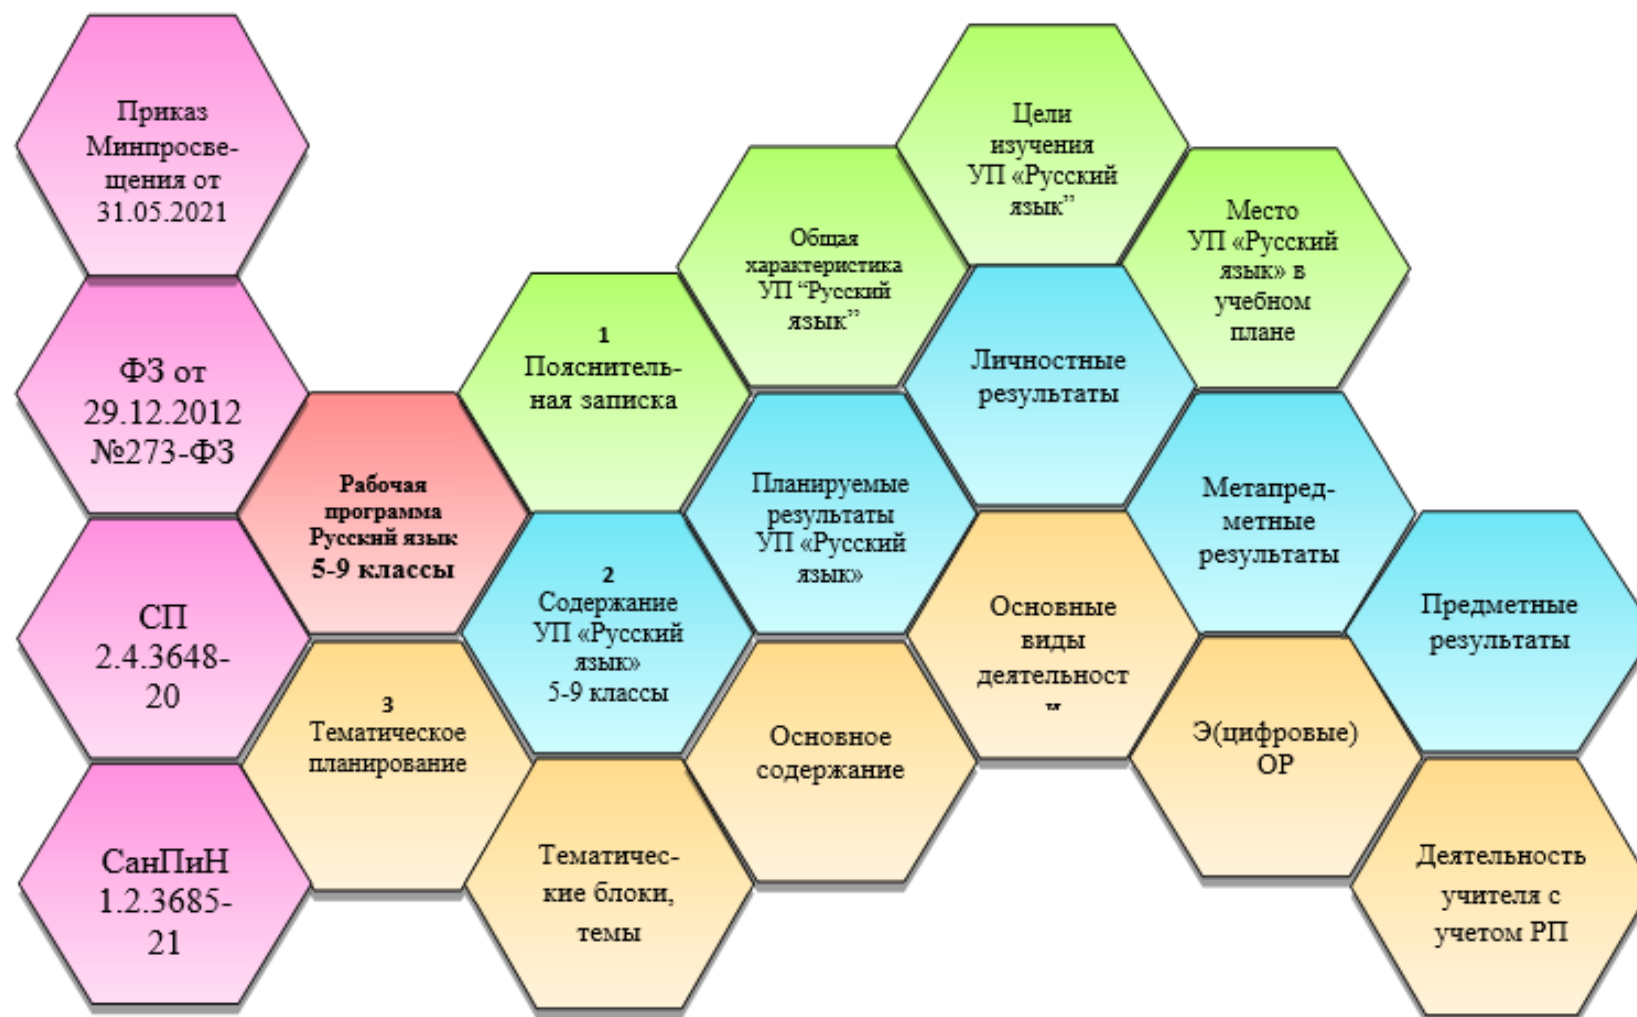 Приказ
Минпросве-
щения от
31.05.2021
ФЗ от
29.12.2012
№273-ФЗ
СП
2.4.3648-
20
СанПиН
1.2.3685-
21
Рабочая
программа
Русский язык
5-9 классы
1
Пояснитель-
ная записка
Общая
характеристика
УП “Русский
язык”
Цели
изучения
УП «Русский
язык”
Место
УП «Русский
язык» в
учебном
плане
2
Содержание
УП «Русский
язык»
5-9 классы
Планируемые
результаты
УП «Русский
язык»
Личностные
результаты
Метапред-
метные
результаты
Предметные
результаты
3
Тематическое
планирование
Тематичес-
кие блоки,
темы
Основное
содержание
Основные
виды
деятельност
и
Э(цифровые)
ОР
Деятельность
учителя с
учетом РП